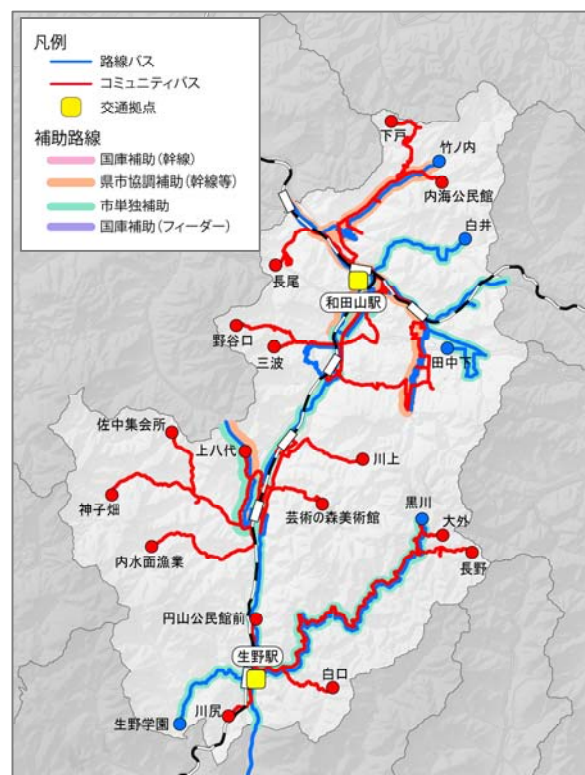 凡例
路線バス
コミュニティバス
交通拠点
補助路線
国庫補助(幹線)
県市協調補助(幹線等)
市単独補助
国庫補助(フィーダー)
下戸
竹ノ内
内海公民館
白井
長尾
和田山駅
野谷口
三波
田中下
佐中集会所
上八代
川上
神子畑
芸術の森美術館
黒川
大外
内水面漁業
長野
円山公民館前
生野駅
白口
川尻
生野学園